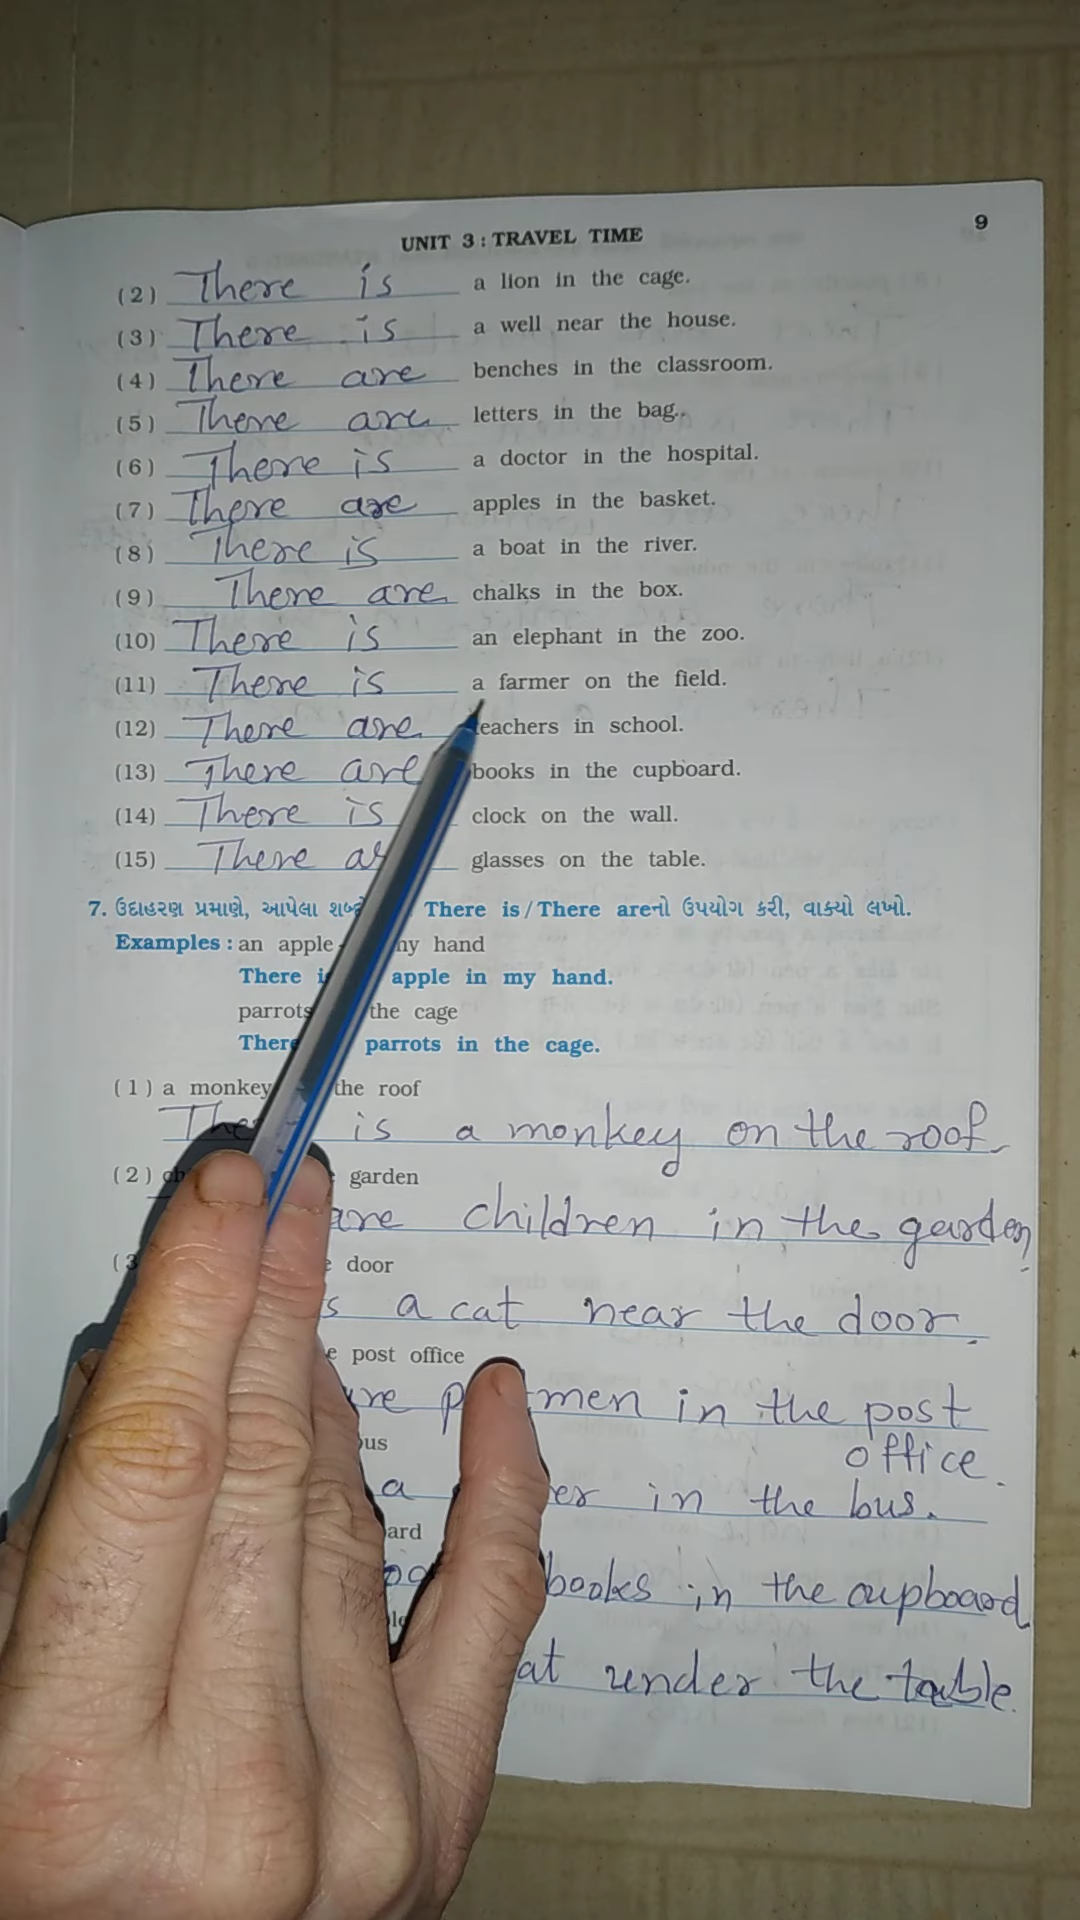 UNIT 3 : TRAVEL TIME
9
(2) There is a lion in the cage.
(3) There is a well near the house.
(4) There are benches in the classroom.
(5) There are letters in the bag.
(6) There is a doctor in the hospital.
(7) There are apples in the basket.
(8) There is a boat in the river.
(9) There are chalks in the box.
(10) There is an elephant in the zoo.
(11) There is a farmer on the field.
(12) There are teachers in school.
(13) There are books in the cupboard.
(14) There is clock on the wall.
(15) There glasses on the table.
7. ઉદાહરણ પ્રમાણે, આપેલા There is/There areનો ઉપયોગ કરી, વાક્યો લખો.
Examples : an apple my hand
There apple in my hand.
parrots the cage
There parrots in the cage.
(1) a monkey the roof
is a monkey on the roof
(2) garden
are children in the garden
door
a cat near the door.
post office
men in the post
office.
a in the bus.
books in the cupboard
under the table.